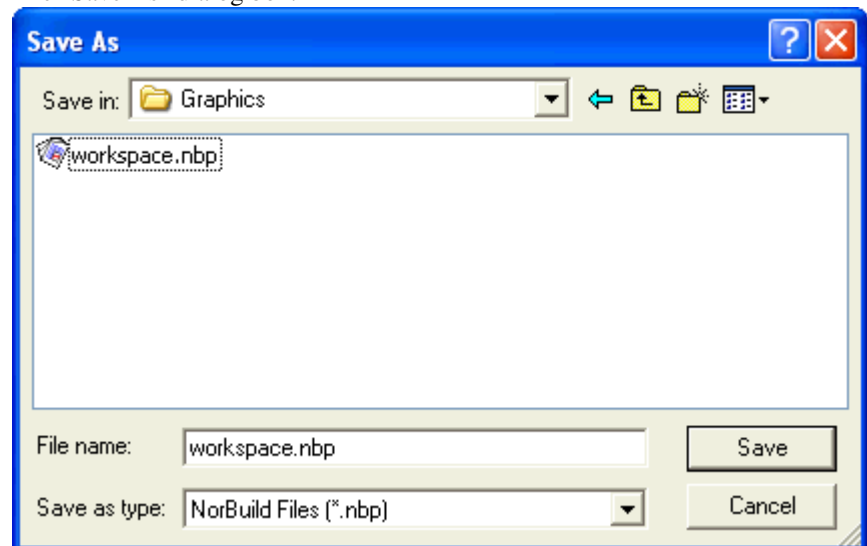 Save As
Save in: Graphics
workspace.nbp
File name: workspace.nbp Save
Save as type: NorBuild Files (*.nbp) Cancel